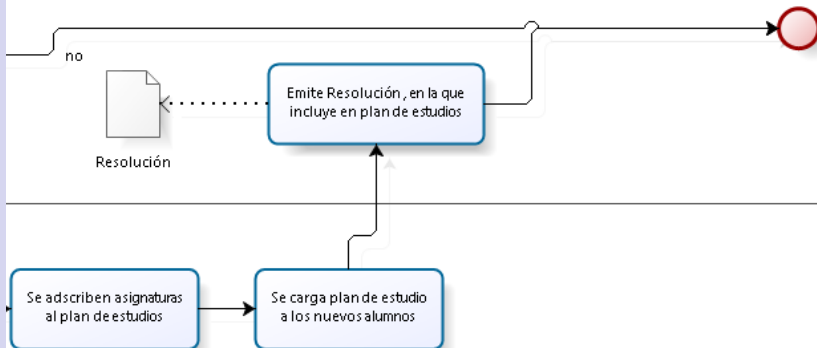 no
Emite Resolución , en la que
incluye en plan de estudios
Resolución
Se adscriben asignaturas
al plan de estudios
Se carga plan de estudio
a los nuevos alumnos